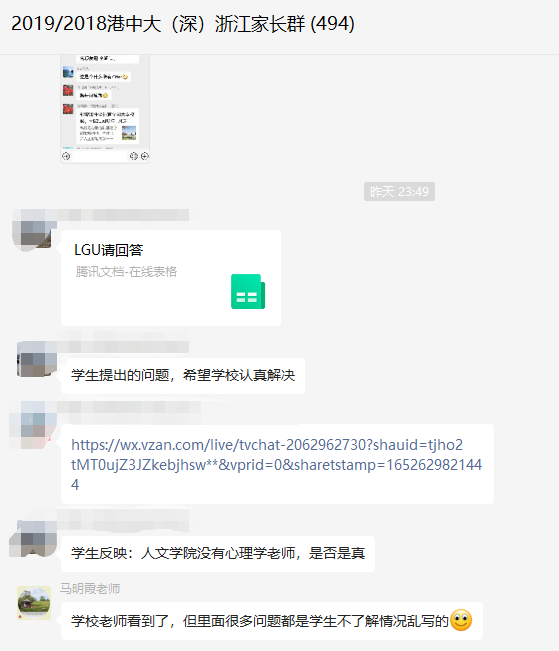 2019/2018港中大（深）浙江家长群 (494)
昨天 23:49
LGU请回答
腾讯文档-在线表格
学生提出的问题，希望学校认真解决
https://wx.vzan.com/live/tvchat-2062962730?shauid=tjho2
tMT0ujZ3JZkebjhsw**&vprid=0&sharetstamp=165262982144
4
学生反映：人文学院没有心理学老师，是否是真
马明霞老师
学校老师看到了，但里面很多问题都是学生不了解情况乱写的